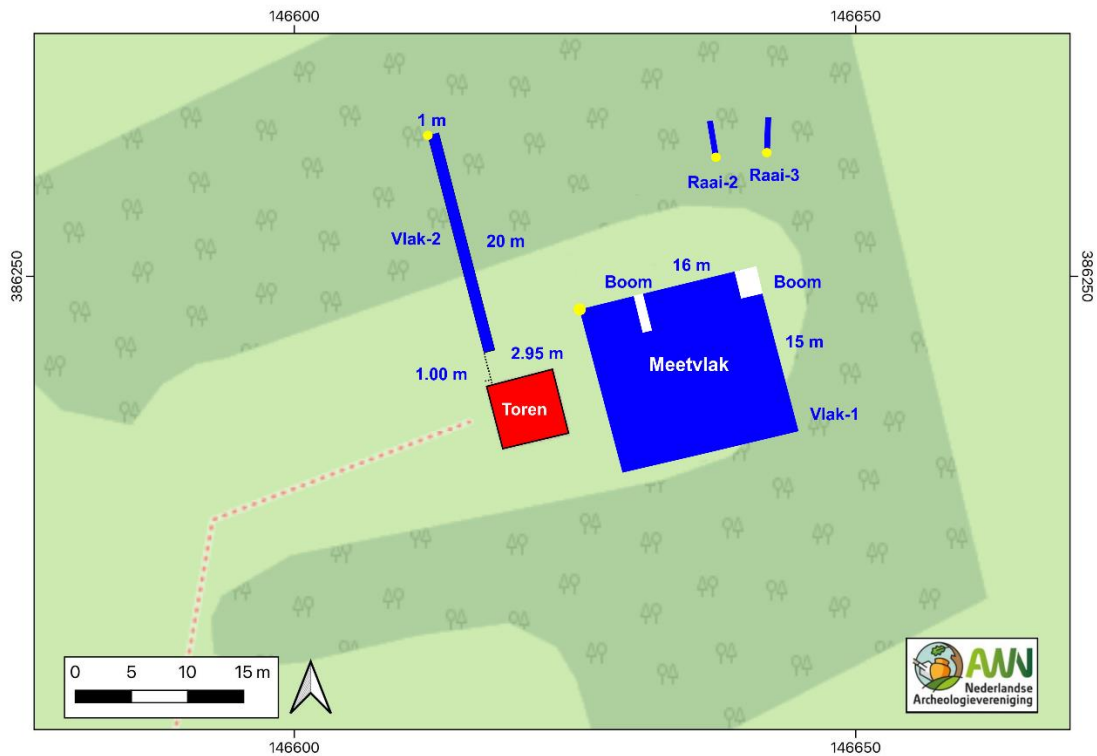 146600
146650
1 m
Raai-2
Raai-3
Vlak-2
20 m
386250
386250
16 m
Boom
Boom
15 m
2.95 m
Meetvlak
1.00 m
Toren
Vlak-1
0 5 10 15 m
AWN
Nederlandse
Archeologievereniging
146600
146650